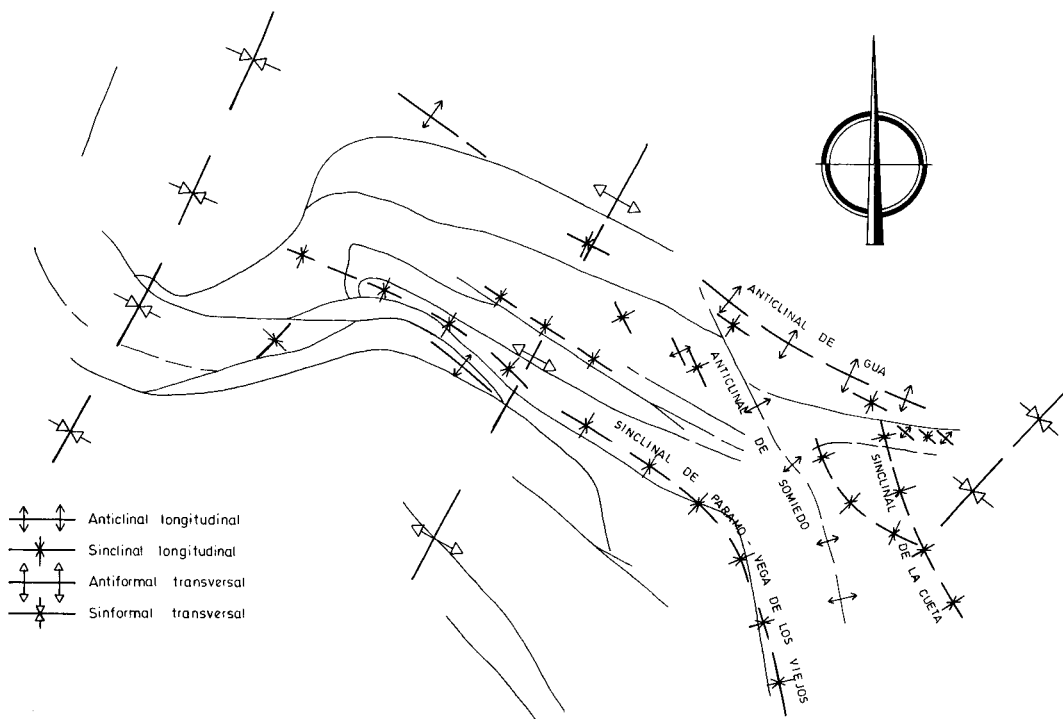 ANTICLINAL DE GUA
ANTICLINAL DE SOMIEDO
SINCLINAL DE LA CUETA
SINCLINAL DE PARAMO - VEGA DE LOS VIEJOS
Anticlinal longitudinal
Sinclinal longitudinal
Antiformal transversal
Sinformal transversal